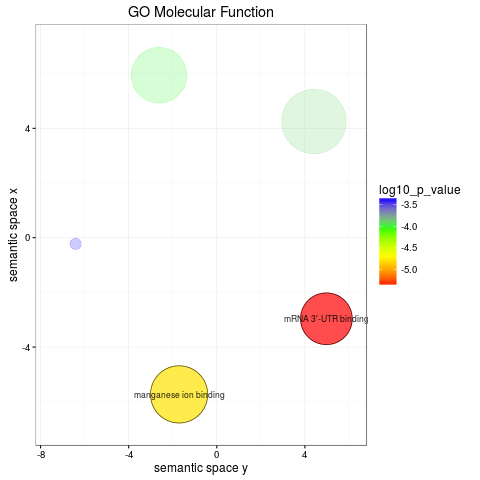 GO Molecular Function
semantic space x
4
0
-4
-8
-4
0
4
semantic space y
mRNA 3'-UTR binding
manganese ion binding
log10_p_value
-3.5
-4.0
-4.5
-5.0